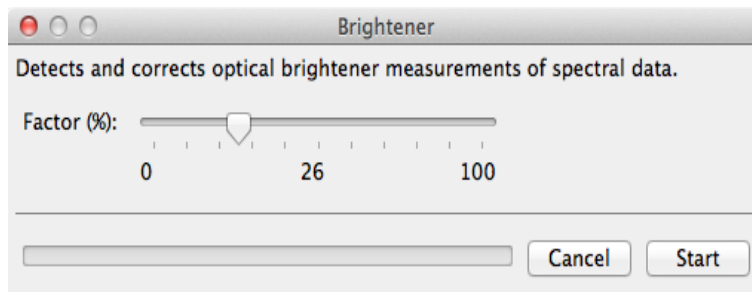 Brightener
Detects and corrects optical brightener measurements of spectral data.
Factor (%):
0 26 100
Cancel Start